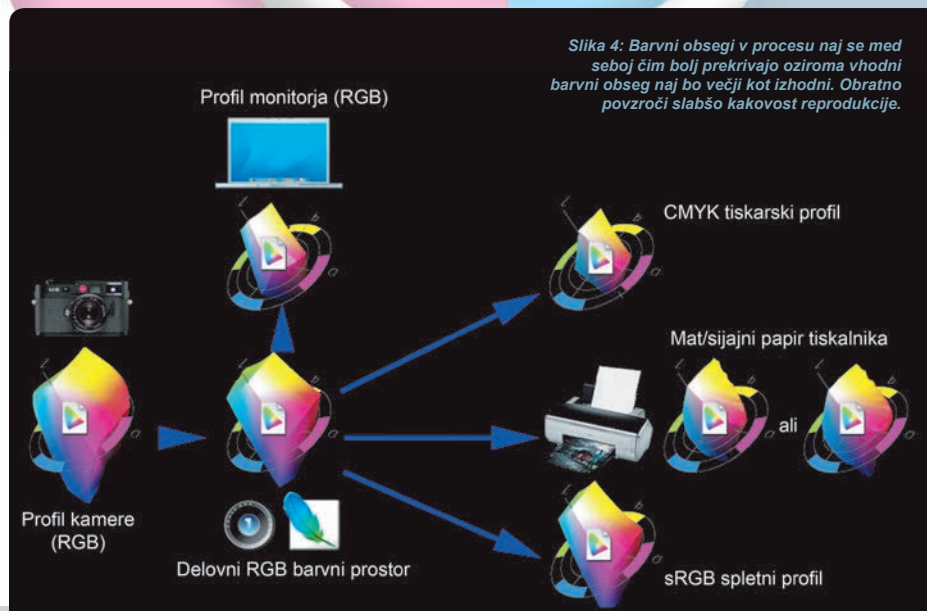 Slika 4: Barvni obsegi v procesu naj se med
seboj čim bolj prekrivajo oziroma vhodni
barvni obseg naj bo večji kot izhodni. Obratno
povzroči slabšo kakovost reprodukcije.
Profil monitorja (RGB)
L
b
a
CMYK tiskarski profil
L
b
a
Mat/sijajni papir tiskalnika
L
b
a
ali
L
b
a
Profil kamere
(RGB)
L
b
a
Delovni RGB barvni prostor
L
b
a
1
sRGB spletni profil
L
b
a